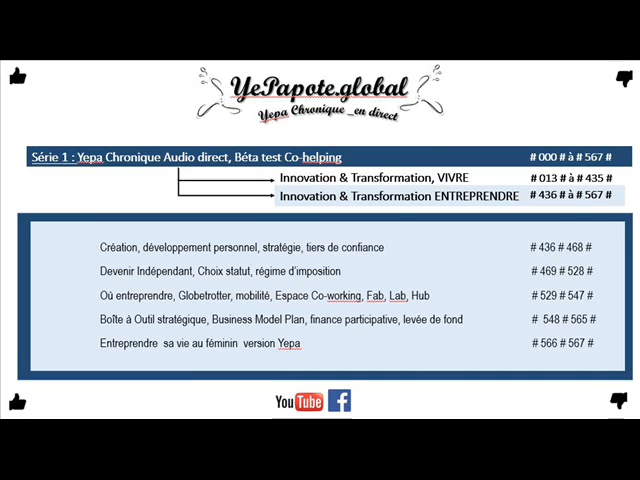 YePapote.global
Yepa Chronique _en direct
Série 1 : Yepa Chronique Audio direct, Béta test Co-helping # 000 # à # 567 #
Innovation & Transformation, VIVRE # 013 # à # 435 #
Innovation & Transformation ENTREPRENDRE # 436 # à # 567 #
Création, développement personnel, stratégie, tiers de confiance # 436 # 468 #
Devenir Indépendant, Choix statut, régime d'imposition # 469 # 528 #
Où entreprendre, Globetrotter, mobilité, Espace Co-working, Fab, Lab, Hub # 529 # 547 #
Boîte à Outil stratégique, Business Model Plan, finance participative, levée de fond # 548 # 565 #
Entreprendre sa vie au féminin version Yepa # 566 # 567 #
YouTube f